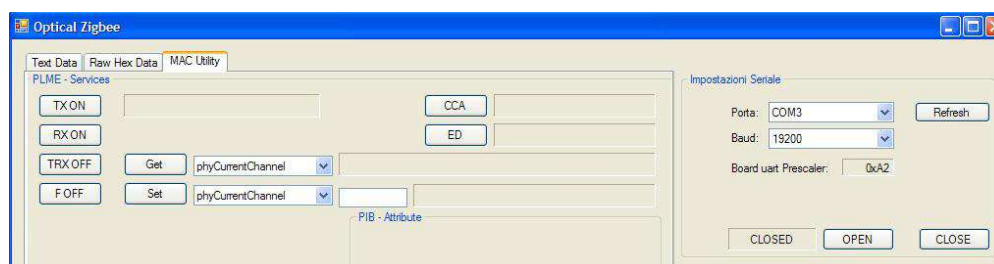 Optical Zigbee
Text Data Raw Hex Data MAC Utility
PLME - Services
TX ON CCA
RX ON ED
TRX OFF Get phyCurrentChannel
F OFF Set phyCurrentChannel
PIB - Attribute
Impostazioni Seriale
Porta: COM3 Refresh
Baud: 19200
Board uart Prescaler: 0xA2
CLOSED OPEN CLOSE